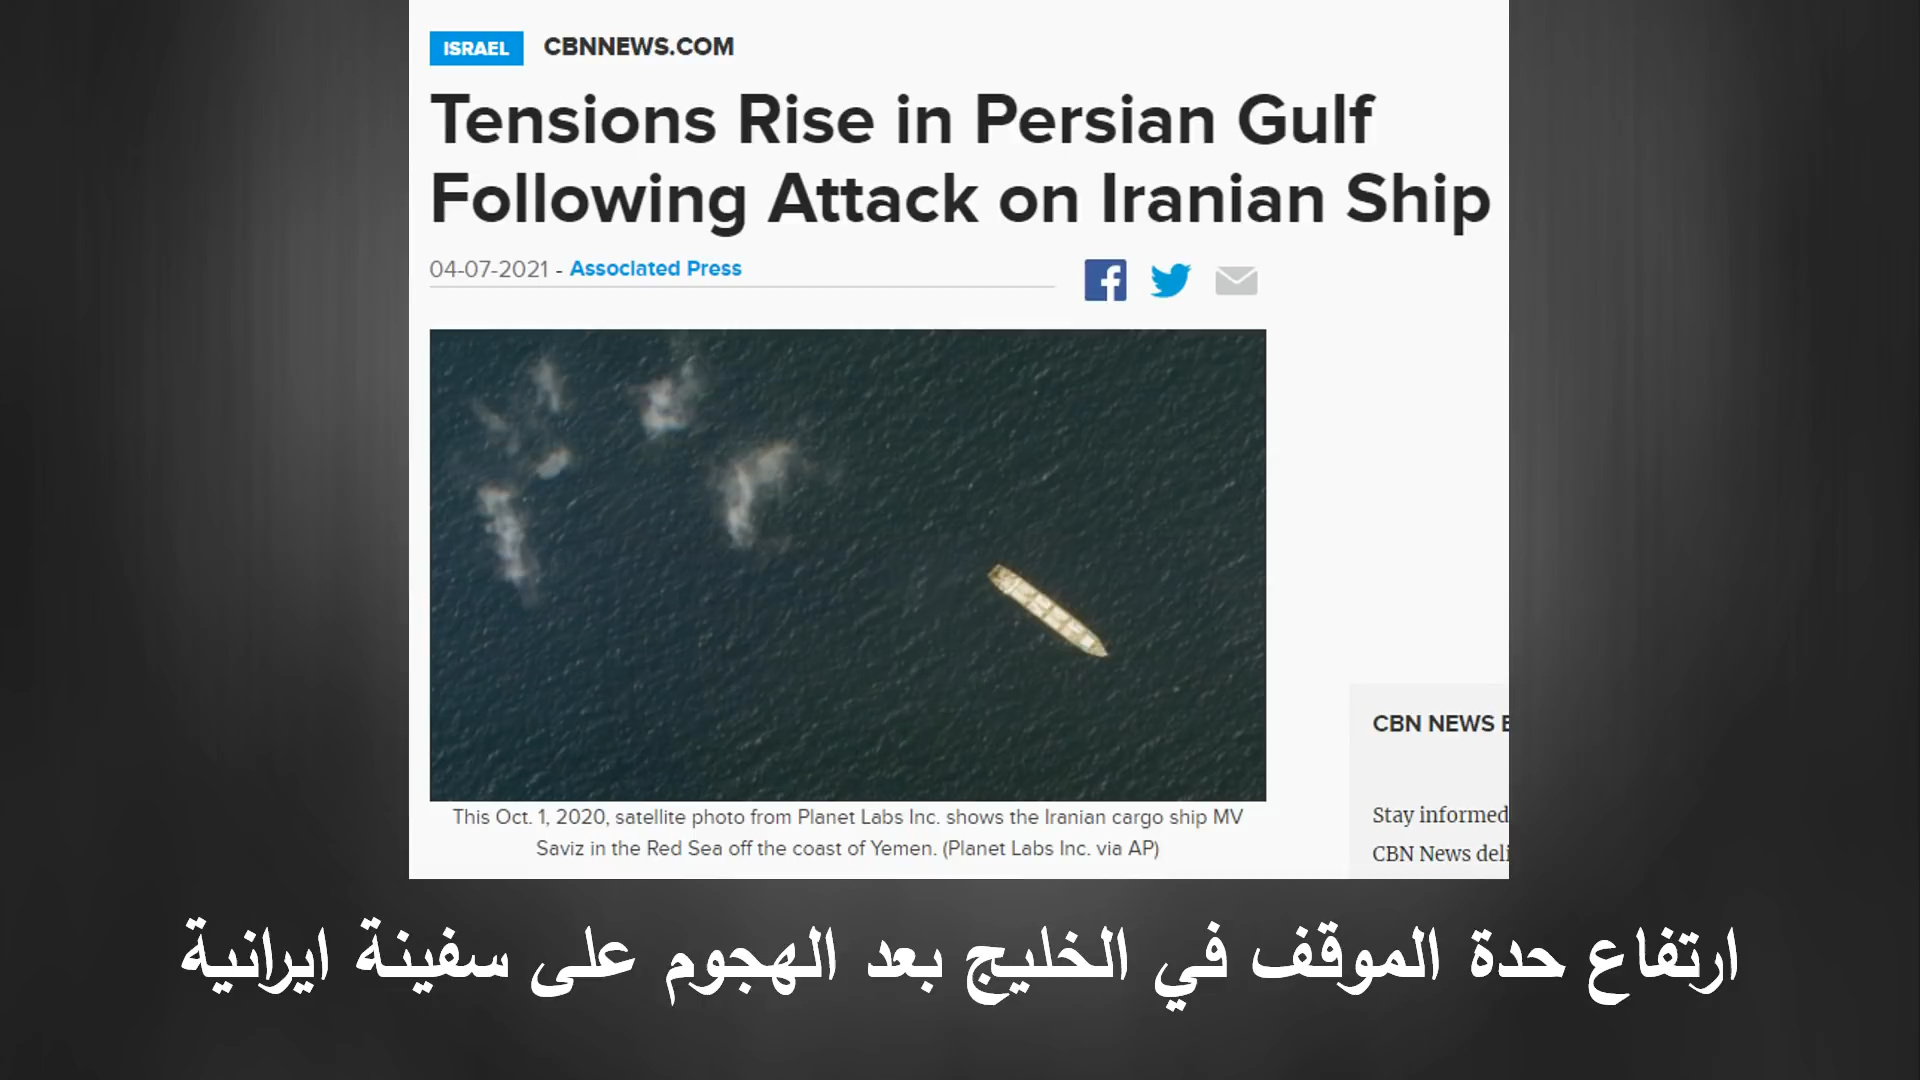 ISRAEL CBNNEWS.COM
Tensions Rise in Persian Gulf
Following Attack on Iranian Ship
04-07-2021 - Associated Press
This Oct. 1, 2020, satellite photo from Planet Labs Inc. shows the Iranian cargo ship MV
Saviz in the Red Sea off the coast of Yemen. (Planet Labs Inc. via AP)
CBN NEWS
Stay informed
CBN News
ارتفاع حدة الموقف في الخليج بعد الهجوم على سفينة ايرانية